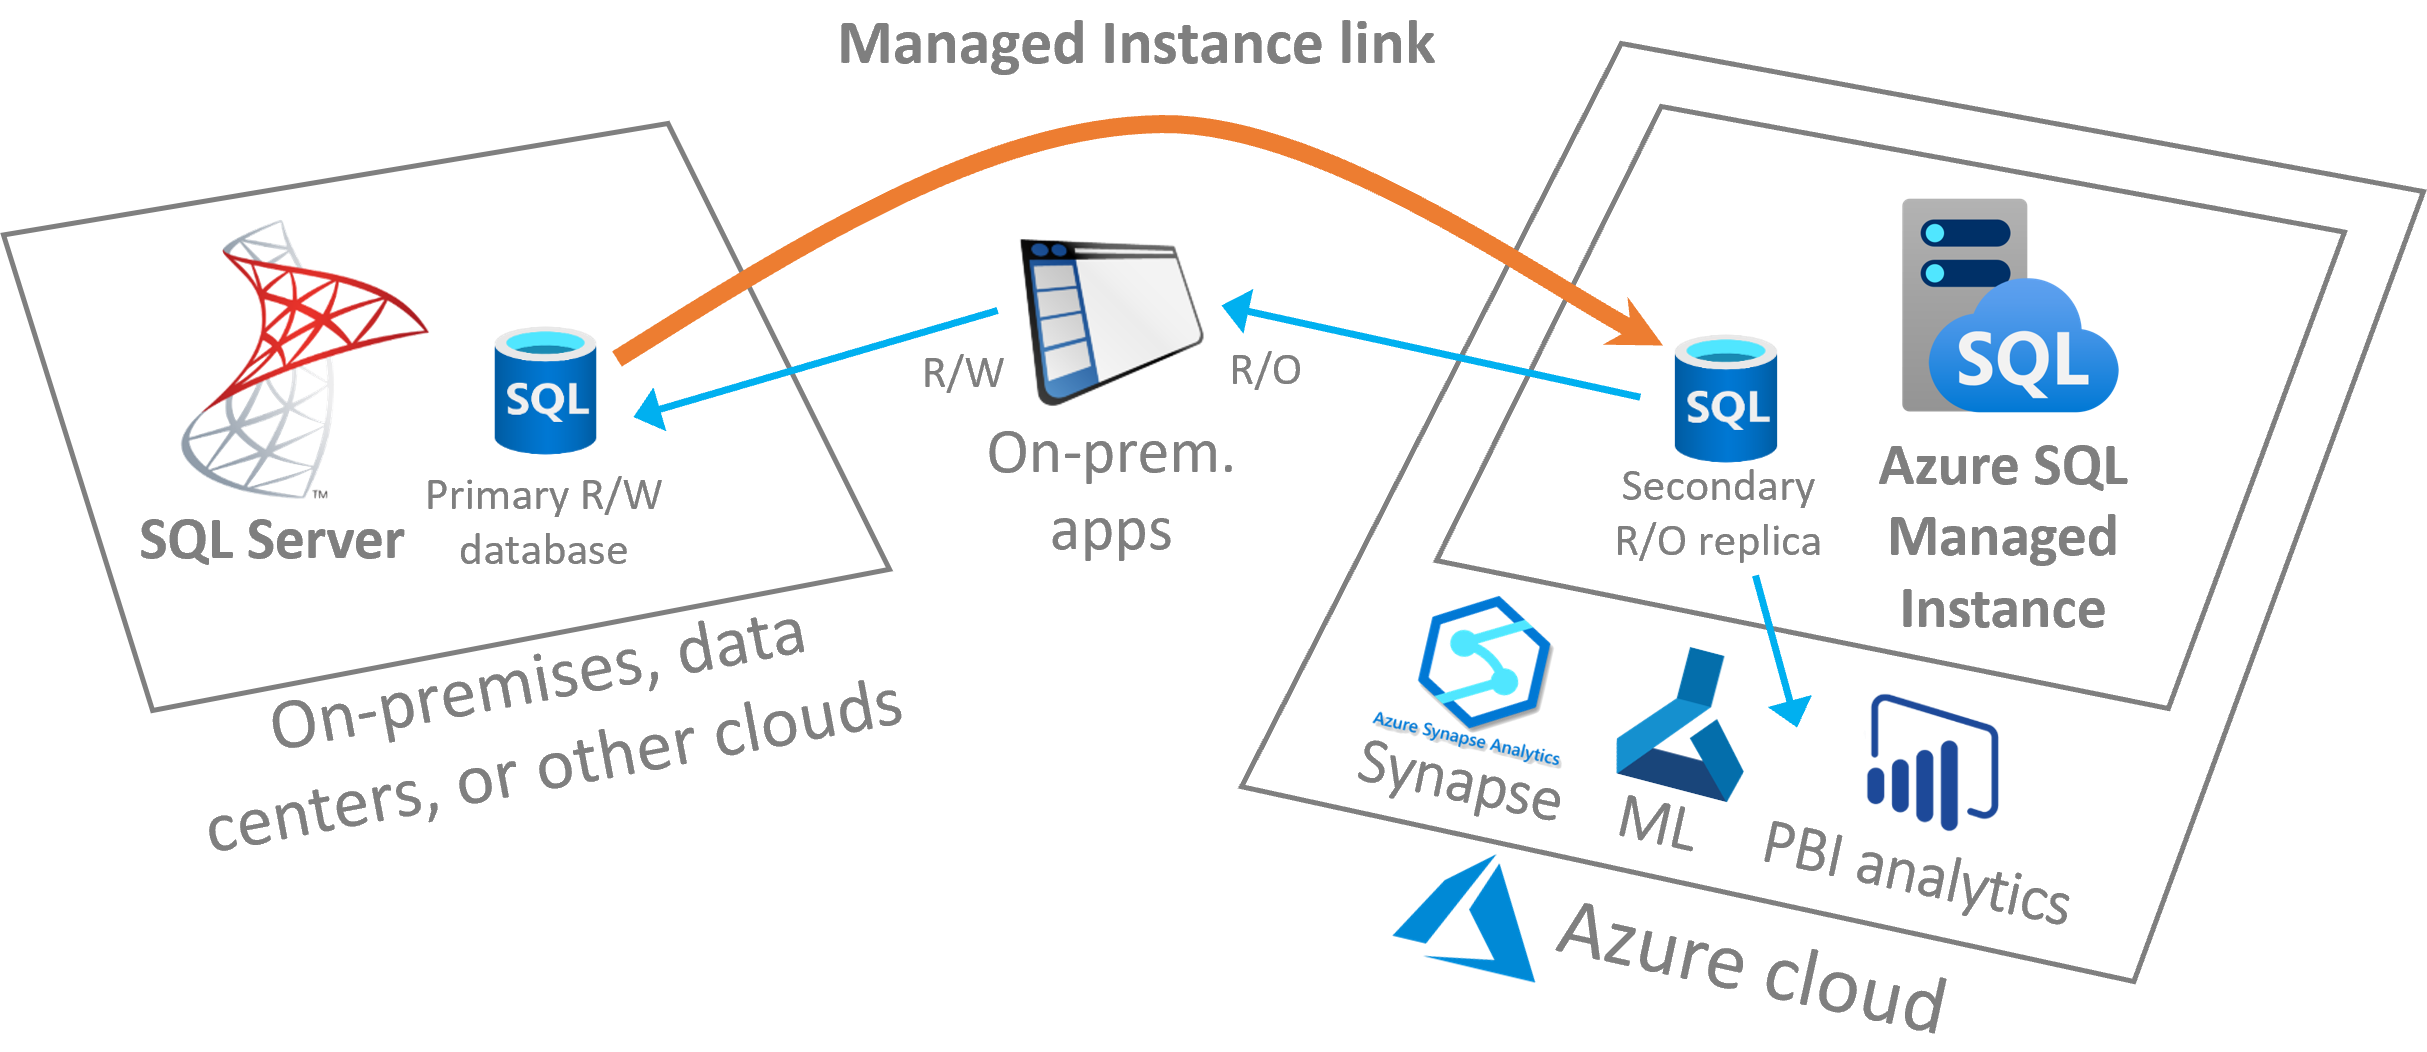 Managed Instance link
SQL
Primary R/W
database
TM
SQL Server
On-premises, data
centers, or other clouds
R/W
R/O
On-prem.
apps
SQL
Secondary
R/O replica
SQL
Azure SQL
Managed
Instance
Azure Synapse Analytics
Synapse
ML
PBI analytics
Azure cloud